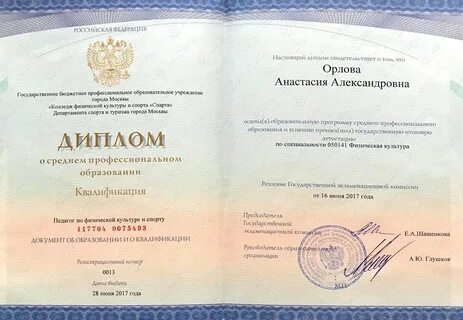 РОССИЙСКАЯ ФЕДЕРАЦИЯ
Государственное бюджетное профессиональное образовательное учреждение
города Москвы
«Колледж физической культуры и спорта «Спарта»
Департамента спорта и туризма города Москвы
ДИПЛОМ
о среднем профессиональном
образовании
Квалификация
Педагог по физической культуре и спорту
117704 0075493
ДОКУМЕНТ ОБ ОБРАЗОВАНИИ И О КВАЛИФИКАЦИИ
Регистрационный номер
0013
Дата выдачи
28 июня 2017 года
Настоящий диплом свидетельствует о том, что
Орлова
Анастасия Александровна
освоил(а) образовательную программу среднего профессионального
образования и успешно прошел(шла) государственную итоговую
аттестацию
по специальности 050141 Физическая культура
Решение Государственной экзаменационной комиссии
от 16 июня 2017 года
Председатель
Государственной
экзаменационной комиссии
Е.А.Шашенкова
Руководитель образовательной
организации
А.Ю. Глушков
М.П.